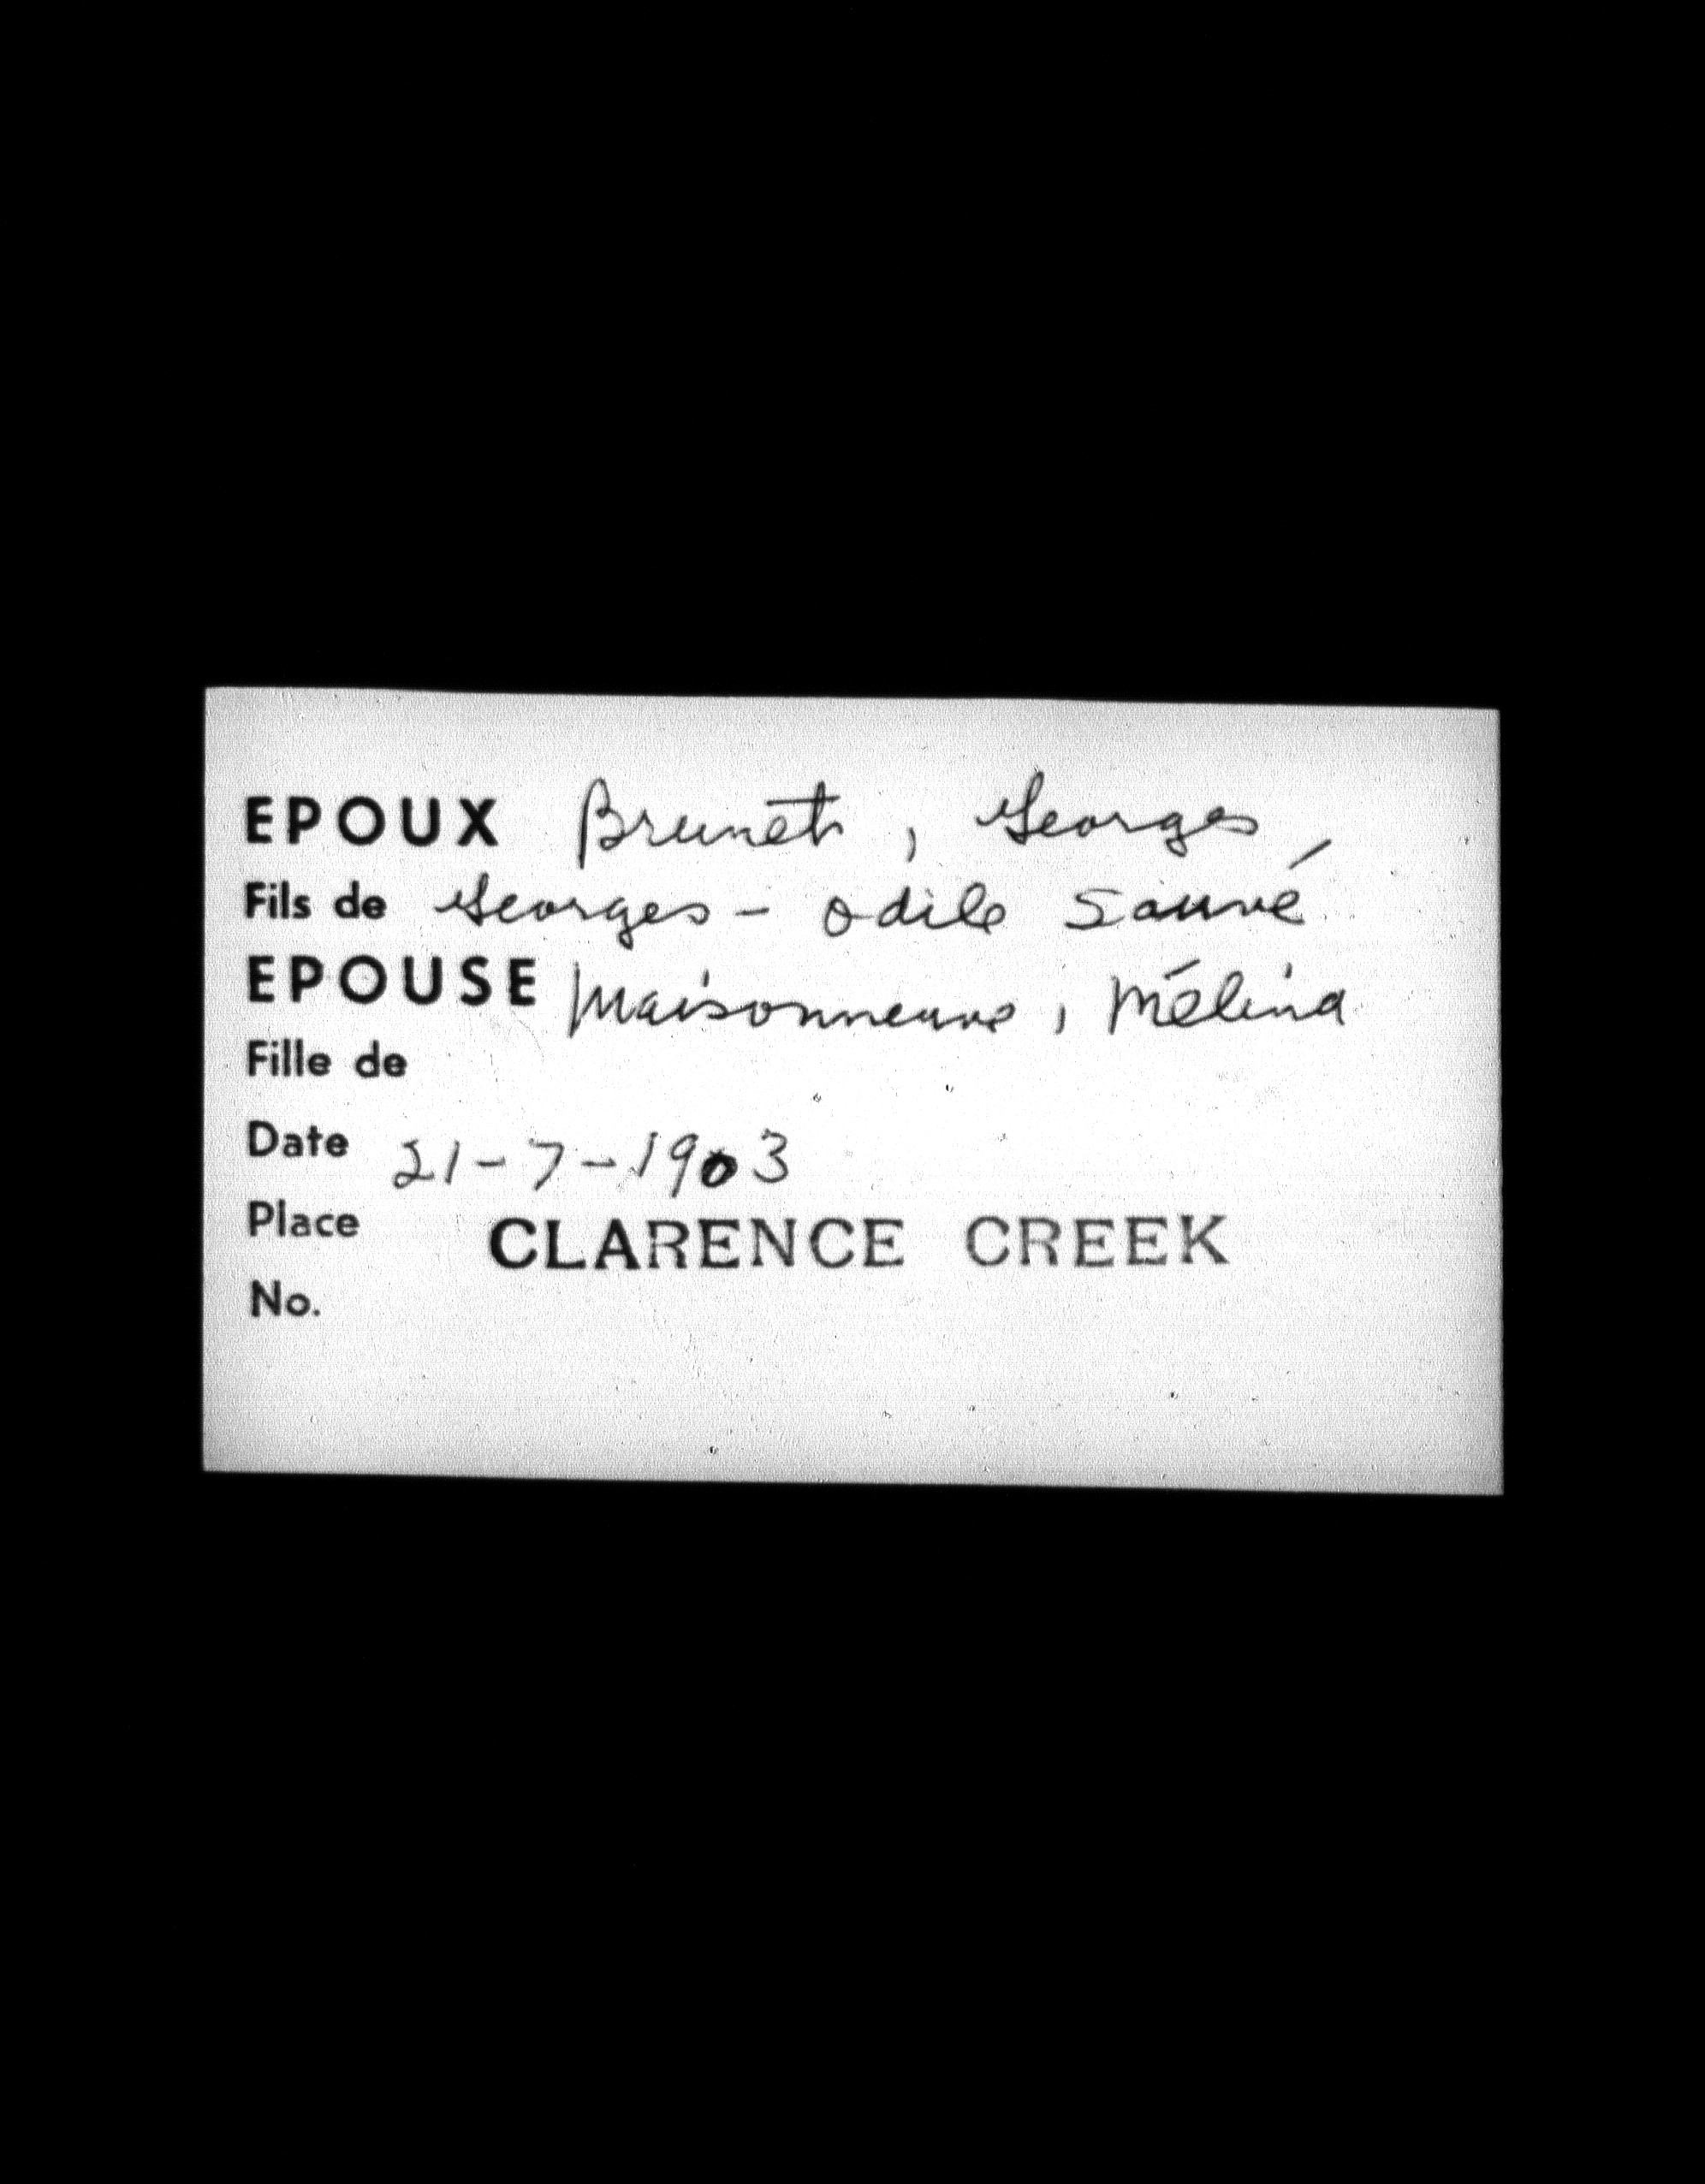 EPOUX Brunet, Georges
Fils de Georges - Odile Sauvé
EPOUSE Maisonneuve, Mélina
Fille de
Date 21-7-1903
Place CLARENCE CREEK
No.